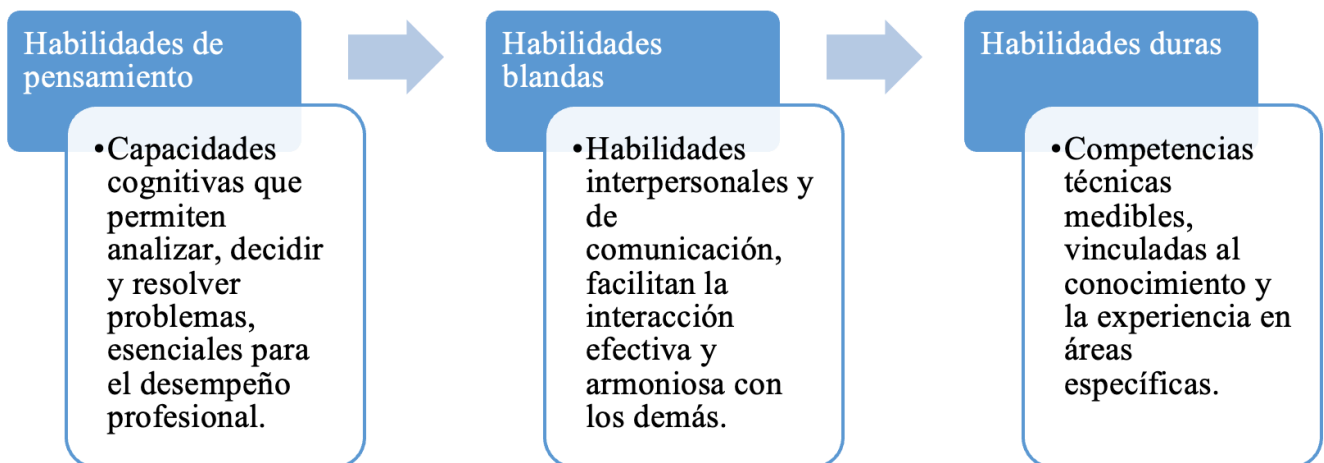 Habilidades de
pensamiento
•Capacidades
cognitivas que
permiten
analizar, decidir
y resolver
problemas,
esenciales para
el desempeño
profesional.
Habilidades
blandas
•Habilidades
interpersonales y
de
comunicación,
facilitan la
interacción
efectiva y
armoniosa con
los demás.
Habilidades duras
•Competencias
técnicas
medibles,
vinculadas al
conocimiento y
la experiencia en
áreas
específicas.